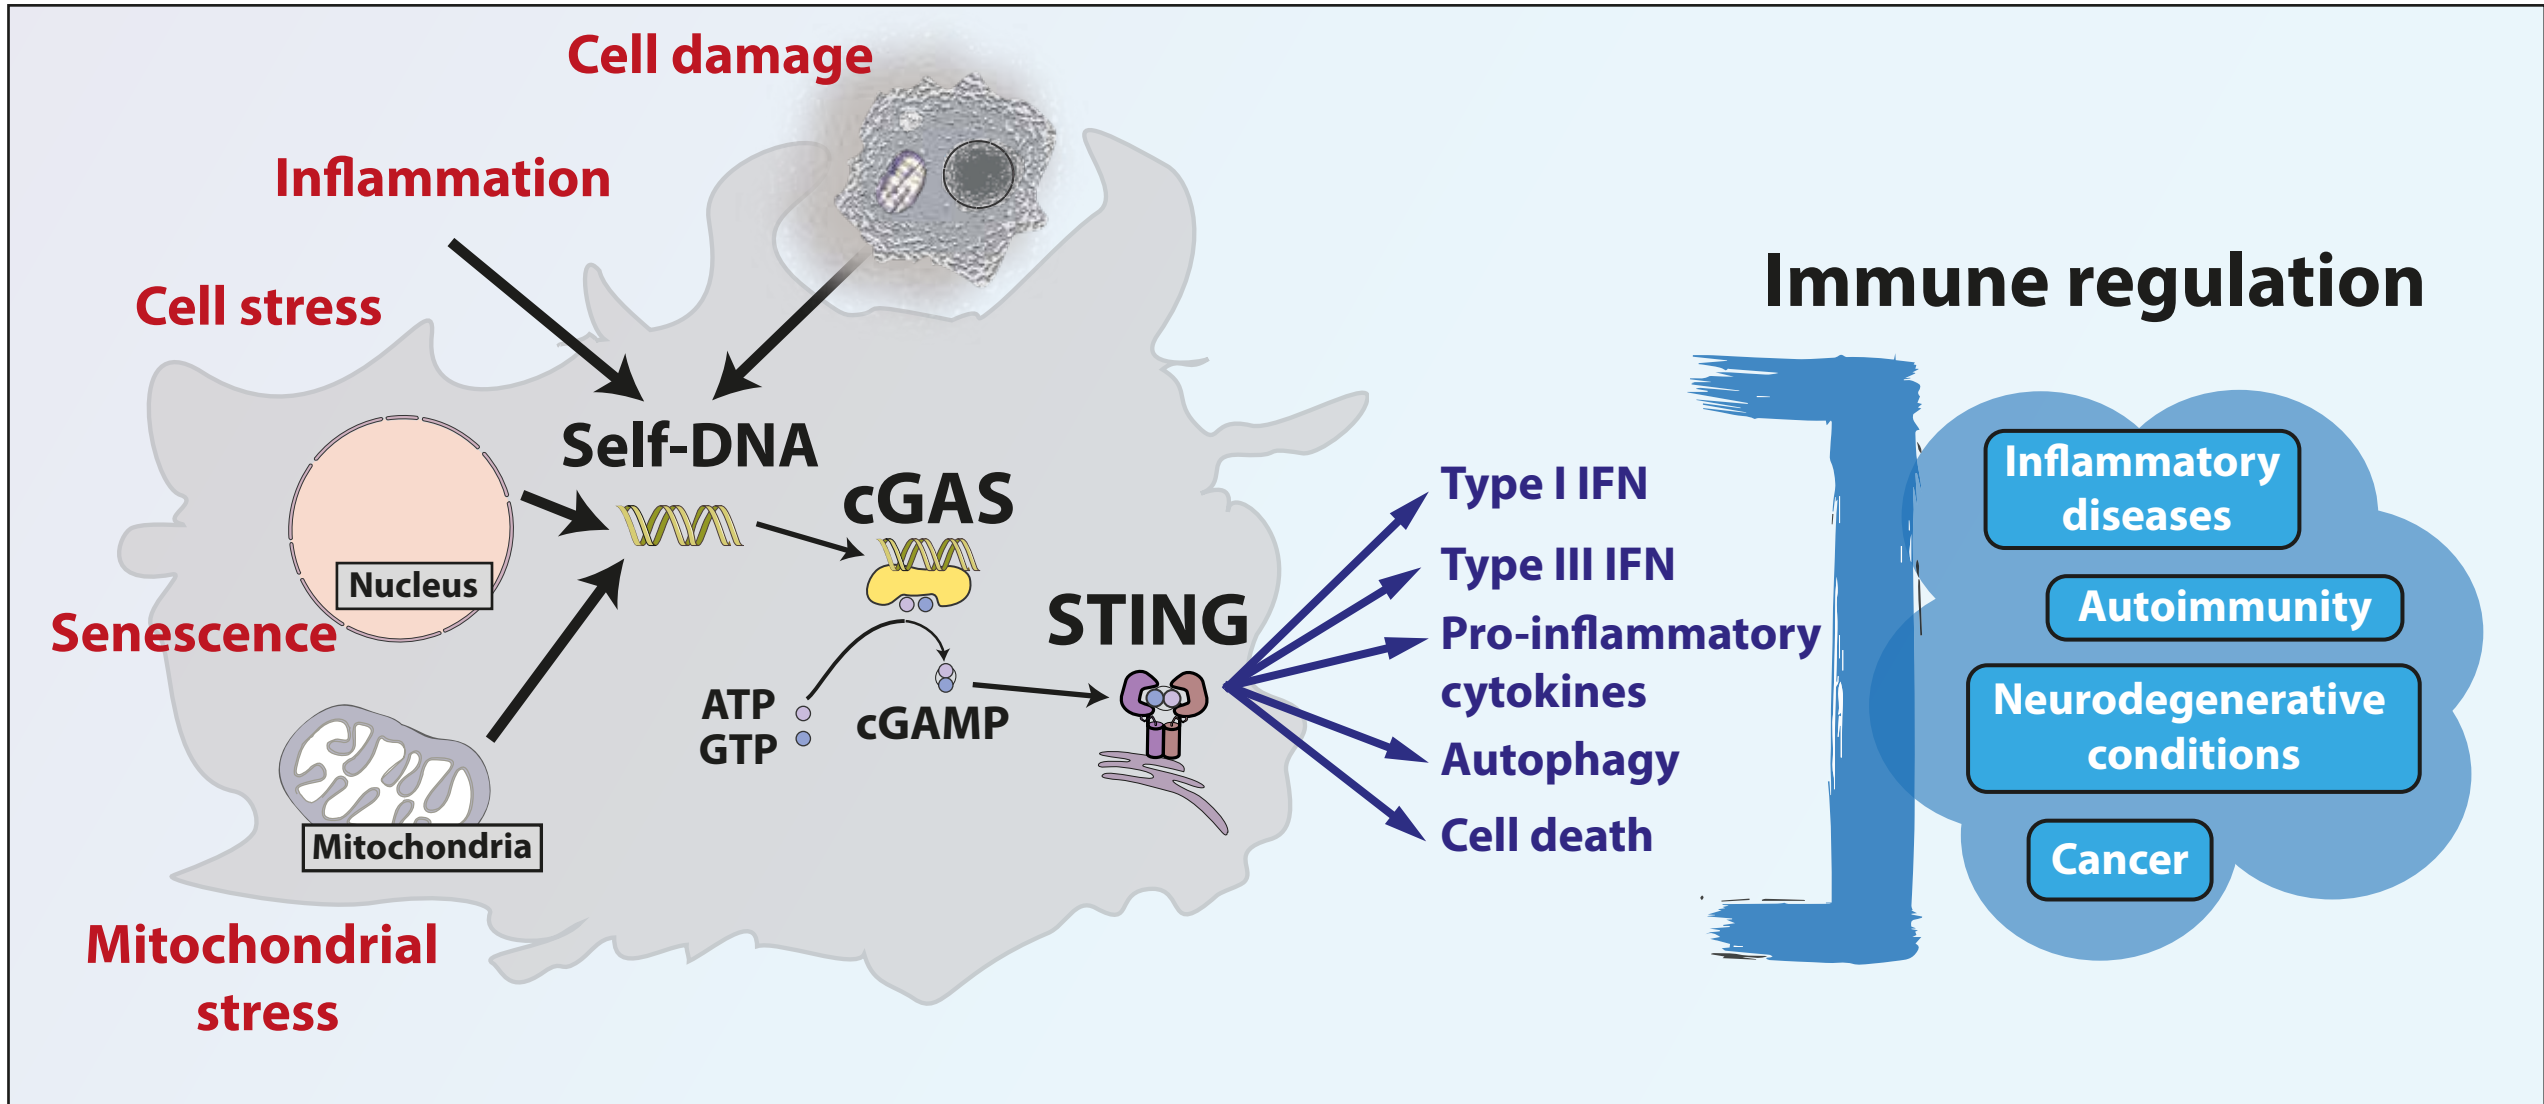 Cell damage
Inflammation
Cell stress
Self-DNA
cGAS
Nucleus
Senescence
STING
ATP
GTP
cGAMP
Mitochondria
Mitochondrial
stress
Type I IFN
Type III IFN
Pro-inflammatory
cytokines
Autophagy
Cell death
Immune regulation
Inflammatory
diseases
Autoimmunity
Neurodegenerative
conditions
Cancer